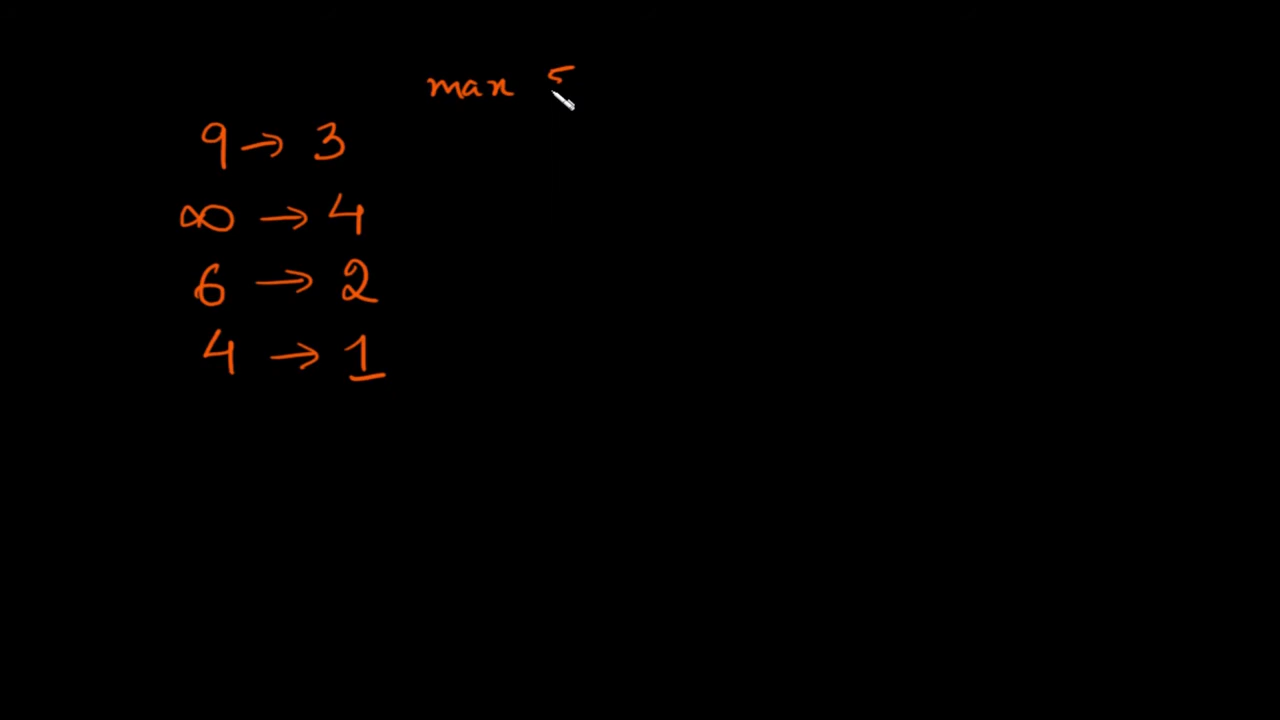 max 5
9 → 3
∞ → 4
6 → 2
4 → 1